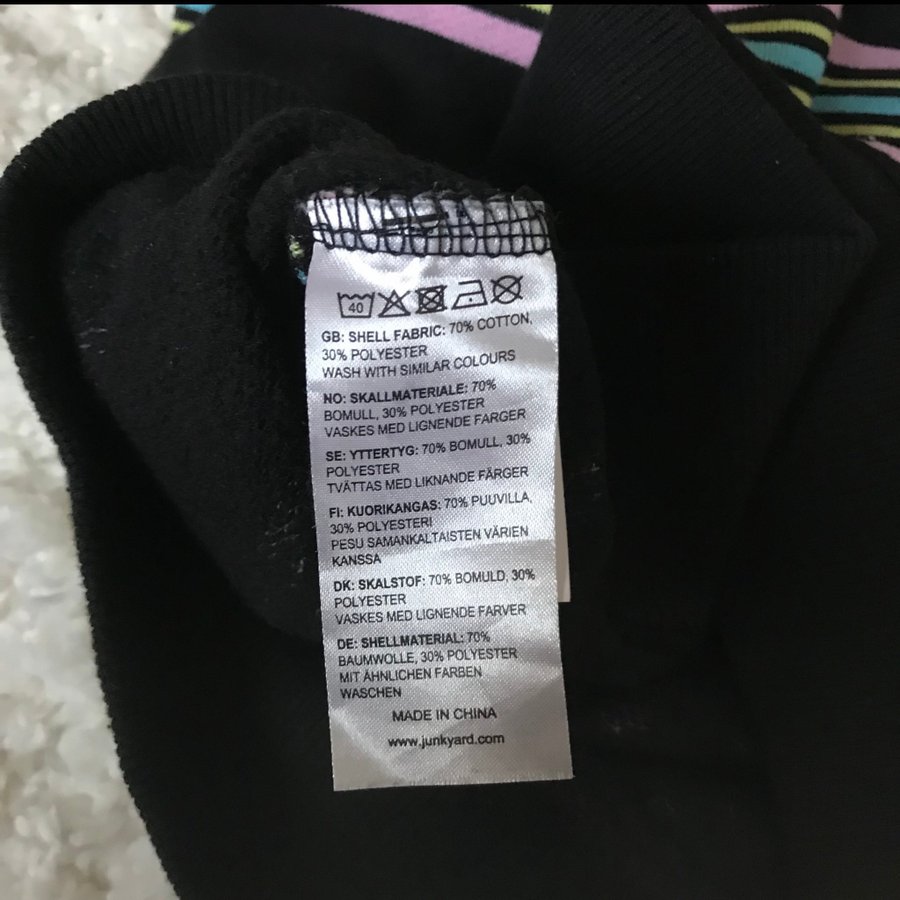 40
GB: SHELL FABRIC: 70% COTTON,
30% POLYESTER
WASH WITH SIMILAR COLOURS
NO: SKALLMATERIALE: 70%
BOMULL, 30% POLYESTER
VASKES MED LIGNENDE FARGER
SE: YTTERTYG: 70% BOMULL, 30%
POLYESTER
TVÄTTAS MED LIKNANDE FÄRGER
FI: KUORIKANGAS: 70% PUUVILLA,
30% POLYESTERI
PESU SAMANKALTAISTEN VÄRIEN
KANSSA
DK: SKALSTOF: 70% BOMULD, 30%
POLYESTER
VASKES MED LIGNENDE FARVER
DE: SHELLMATERIAL: 70%
BAUMWOLLE, 30% POLYESTER
MIT ÄHNLICHEN FARBEN
WASCHEN
MADE IN CHINA
www.junkyard.com